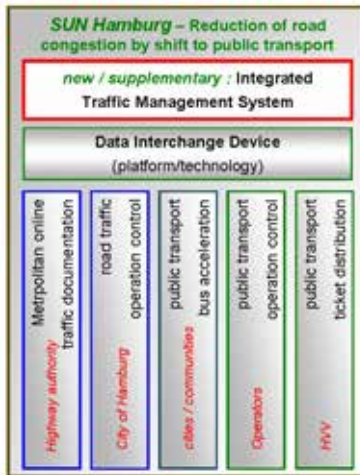 SUN Hamburg – Reduction of road
congestion by shift to public transport
new / supplementary : Integrated
Traffic Management System
Data Interchange Device
(platform/technology)
Metrpolitan online
traffic documentation
Highway authority
road traffic
operation control
City of Hamburg
public transport
bus acceleration
cities / communities
public transport
operation control
Operators
public transport
ticket distribution
HVV